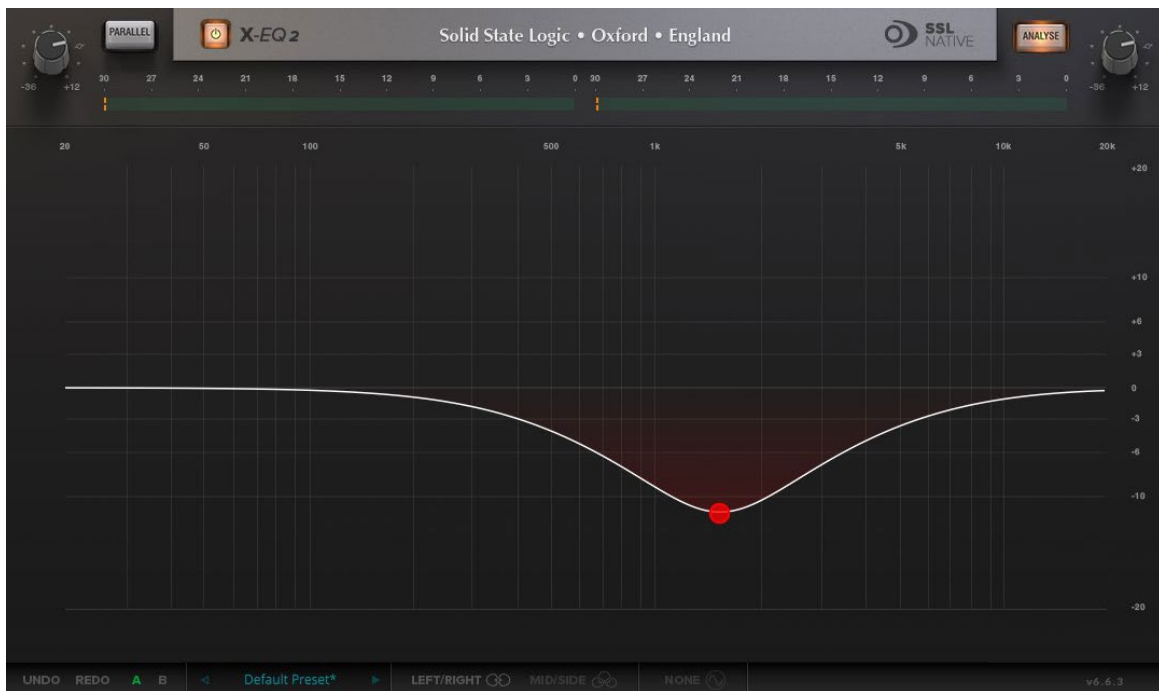 PARALLEL
X-EQ 2
Solid State Logic • Oxford • England
SSL
NATIVE
ANALYSE
-36 +12
30 27 24 21 18 15 12 9 6 3 0 30 27 24 21 18 15 12 9 6 3 0
-36 +12
20 50 100 500 1k 5k 10k 20k
+20
+10
+6
+3
0
-3
-6
-10
-20
UNDO REDO A B Default Preset* LEFT/RIGHT MID/SIDE NONE v6.6.3